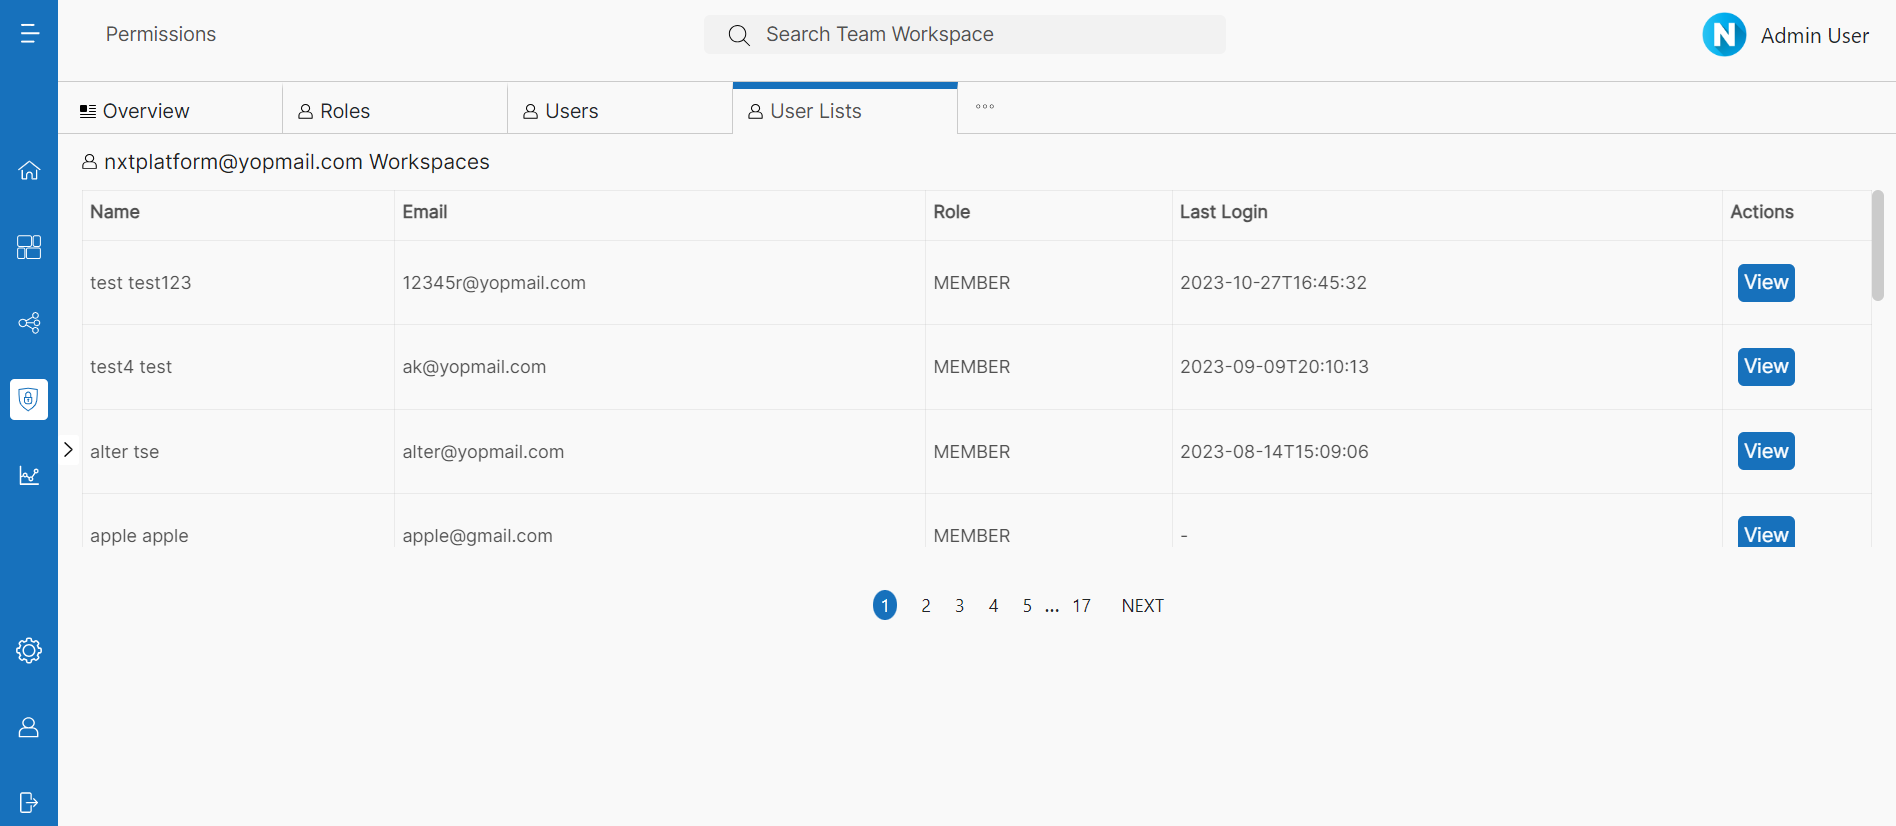 Permissions
Search Team Workspace
N Admin User
Overview Roles Users User Lists
nxtplatform@yopmail.com Workspaces
Name Email Role Last Login Actions
test test123 12345r@yopmail.com MEMBER 2023-10-27T16:45:32 View
test4 test ak@yopmail.com MEMBER 2023-09-09T20:10:13 View
alter tse alter@yopmail.com MEMBER 2023-08-14T15:09:06 View
apple apple apple@gmail.com MEMBER - View
1 2 3 4 5 ... 17 NEXT